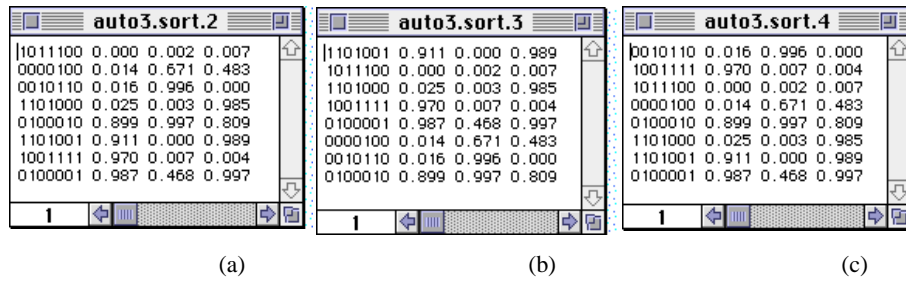 auto3.sort.2
1011100 0.000 0.002 0.007
0000100 0.014 0.671 0.483
0010110 0.016 0.996 0.000
1101000 0.025 0.003 0.985
0100010 0.899 0.997 0.809
1101001 0.911 0.000 0.989
1001111 0.970 0.007 0.004
0100001 0.987 0.468 0.997
1
(a)
auto3.sort.3
1101001 0.911 0.000 0.989
1011100 0.000 0.002 0.007
1101000 0.025 0.003 0.985
1001111 0.970 0.007 0.004
0100001 0.987 0.468 0.997
0000100 0.014 0.671 0.483
0010110 0.016 0.996 0.000
0100010 0.899 0.997 0.809
1
(b)
auto3.sort.4
0010110 0.016 0.996 0.000
1001111 0.970 0.007 0.004
1011100 0.000 0.002 0.007
0000100 0.014 0.671 0.483
0100010 0.899 0.997 0.809
1101000 0.025 0.003 0.985
1101001 0.911 0.000 0.989
0100001 0.987 0.468 0.997
1
(c)